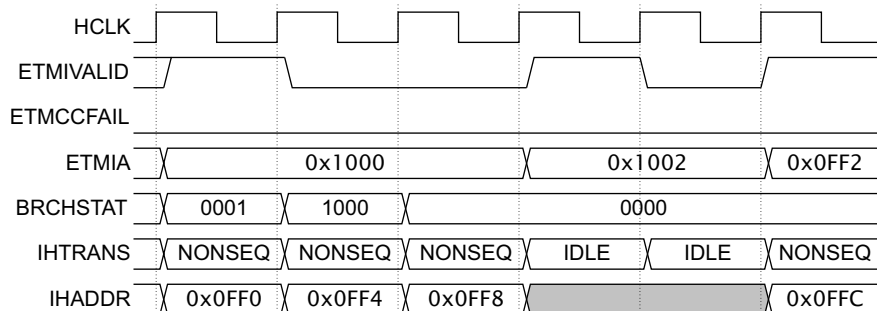 HCLK
ETMIVALID
ETMCCFAIL
ETMIA 0x1000 0x1002 0x0FF2
BRCHSTAT 0001 1000 0000
IHTRANS NONSEQ NONSEQ NONSEQ IDLE IDLE NONSEQ
IHADDR 0x0FF0 0x0FF4 0x0FF8 0x0FFC